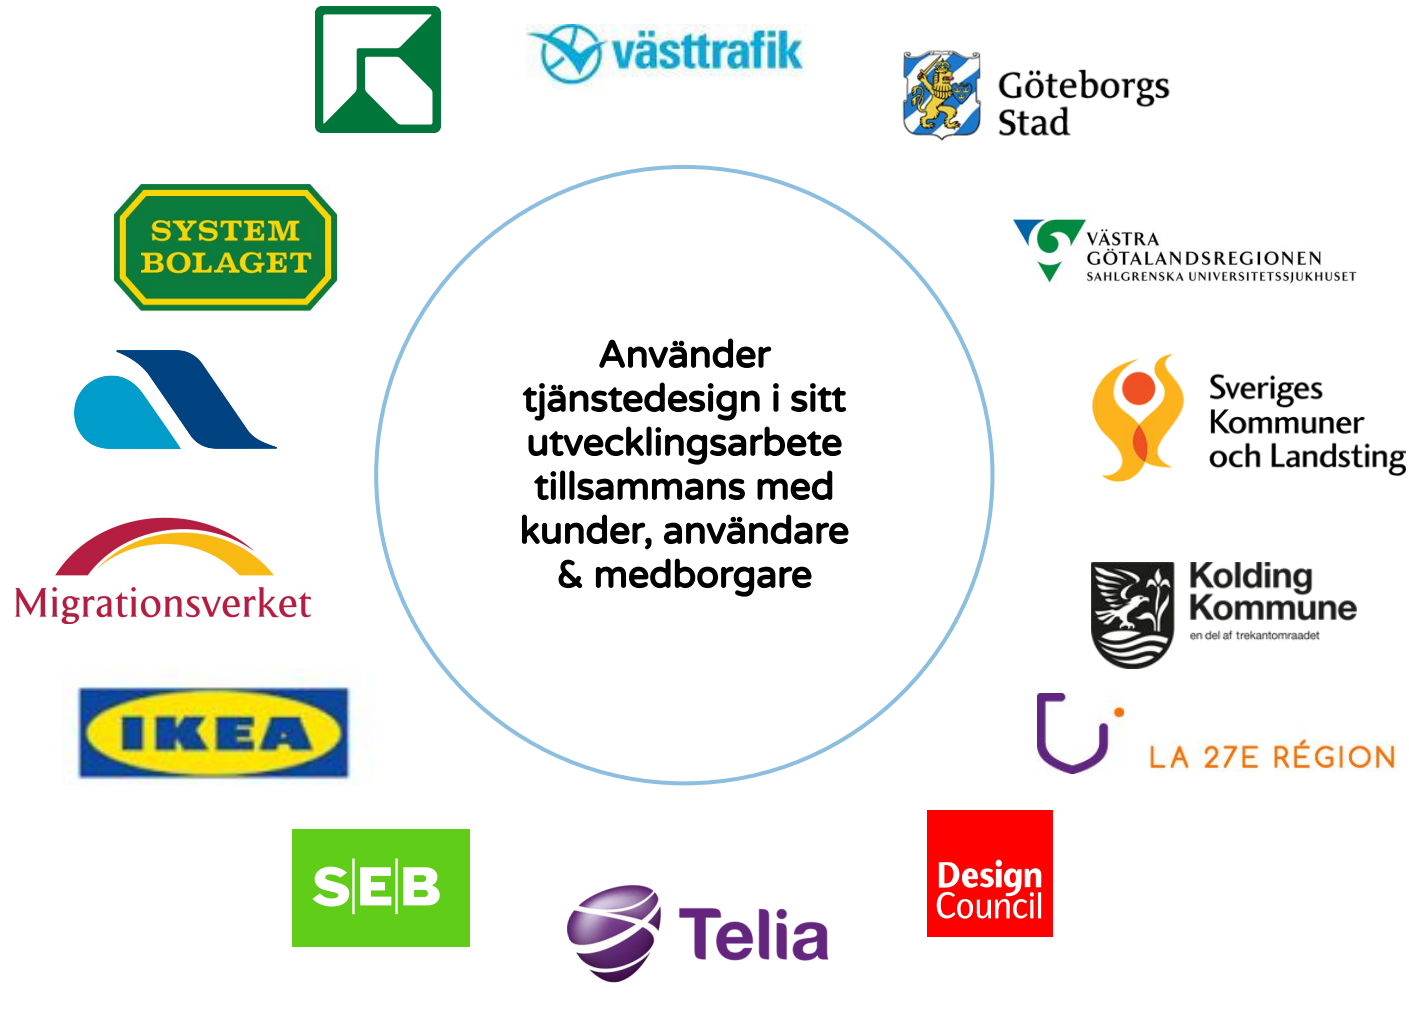 västtrafik
Göteborgs
Stad
SYSTEM
BOLAGET
VÄSTRA
GÖTALANDSREGIONEN
SAHLGRENSKA UNIVERSITETSSJUKHUSET
Använder
tjänstedesign i sitt
utvecklingsarbete
tillsammans med
kunder, användare
& medborgare
Sveriges
Kommuner
och Landsting
Migrationsverket
Kolding
Kommune
en del af trekantomraadet
IKEA
LA 27E RÉGION
SEB
Telia
Design
Council